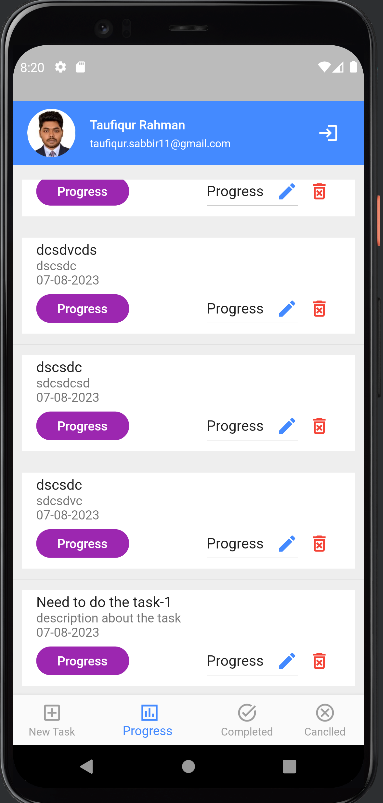 8:20
Taufiqur Rahman
taufiqur.sabbir11@gmail.com
Progress Progress
dcsdvcds
dscsdc
07-08-2023
Progress Progress
dscsdc
sdcsdcsd
07-08-2023
Progress Progress
dscsdc
sdcsdvc
07-08-2023
Progress Progress
Need to do the task-1
description about the task
07-08-2023
Progress Progress
New Task Progress Completed Canclled